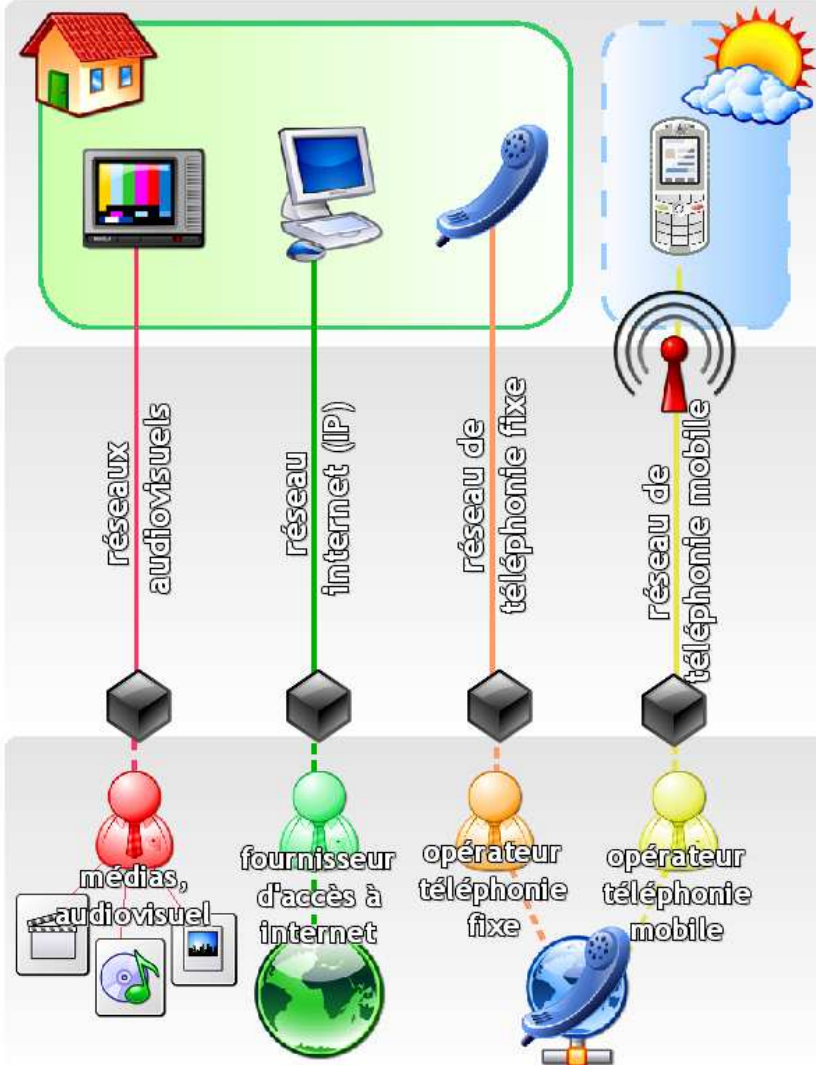 réseaux
audiovisuels
réseau
internet (IP)
réseau de
téléphonie fixe
réseau de
téléphonie mobile
médias,
audiovisuel
fournisseur
d'accès à
internet
opérateur
téléphonie
fixe
opérateur
téléphonie
mobile